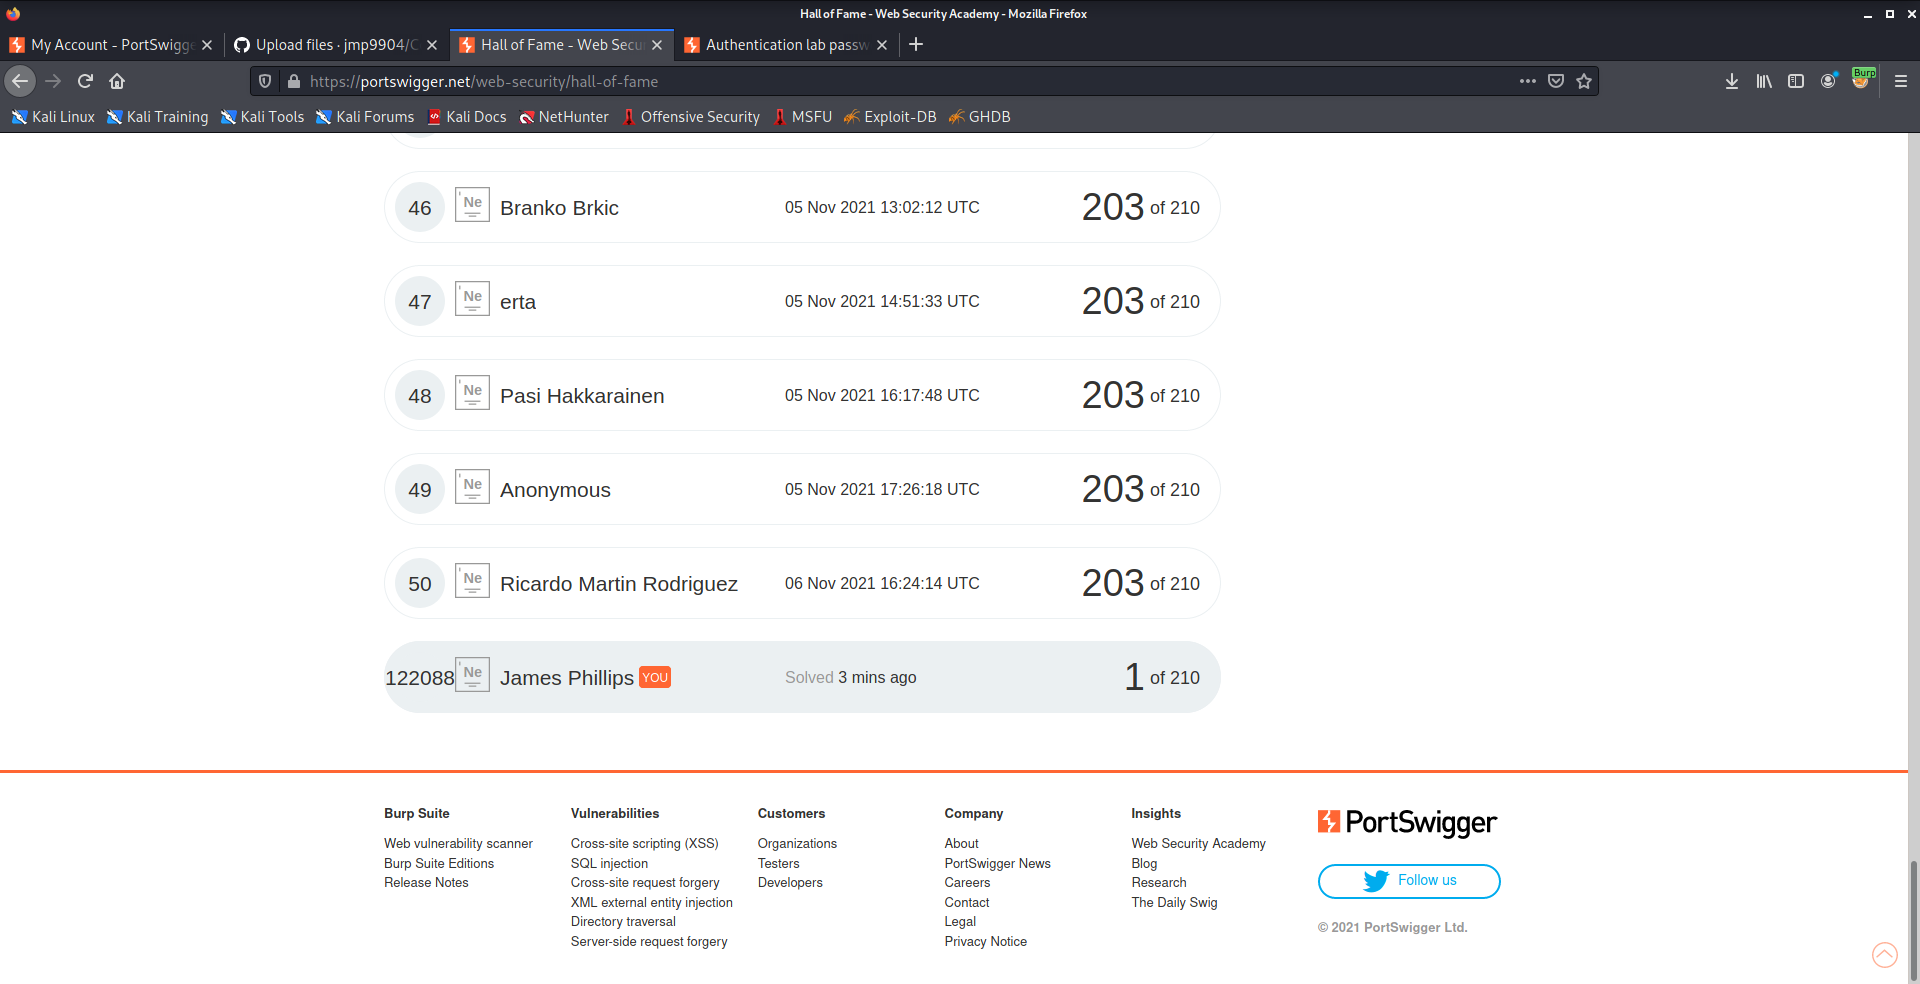 Hall of Fame - Web Security Academy - Mozilla Firefox
My Account - PortSwigge
Upload files · jmp9904/C
Hall of Fame - Web Secu
Authentication lab passw
https://portswigger.net/web-security/hall-of-fame
Burp
Kali Linux Kali Training Kali Tools Kali Forums Kali Docs NetHunter Offensive Security MSFU Exploit-DB GHDB
46 Ne Branko Brkic 05 Nov 2021 13:02:12 UTC 203 of 210
47 Ne erta 05 Nov 2021 14:51:33 UTC 203 of 210
48 Ne Pasi Hakkarainen 05 Nov 2021 16:17:48 UTC 203 of 210
49 Ne Anonymous 05 Nov 2021 17:26:18 UTC 203 of 210
50 Ne Ricardo Martin Rodriguez 06 Nov 2021 16:24:14 UTC 203 of 210
122088 Ne James Phillips YOU Solved 3 mins ago 1 of 210
Burp Suite
Web vulnerability scanner
Burp Suite Editions
Release Notes
Vulnerabilities
Cross-site scripting (XSS)
SQL injection
Cross-site request forgery
XML external entity injection
Directory traversal
Server-side request forgery
Customers
Organizations
Testers
Developers
Company
About
PortSwigger News
Careers
Contact
Legal
Privacy Notice
Insights
Web Security Academy
Blog
Research
The Daily Swig
PortSwigger
Follow us
© 2021 PortSwigger Ltd.